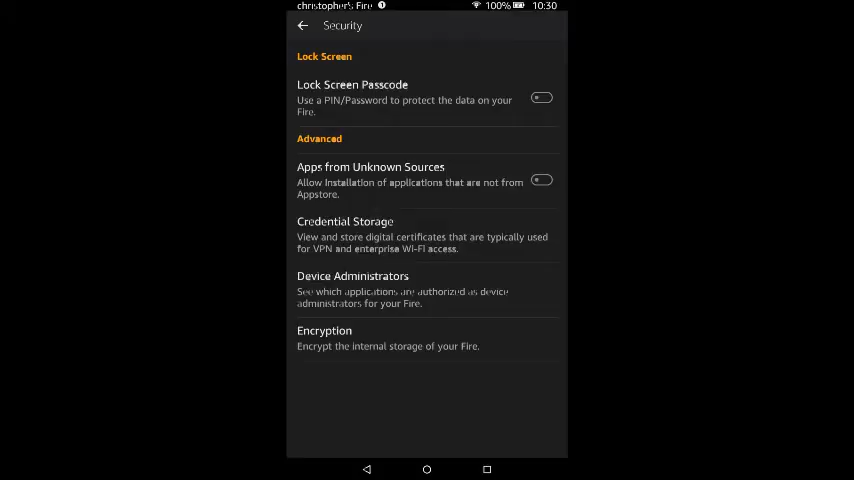 christopher's Fire 1 100% 10:30
Security
Lock Screen
Lock Screen Passcode
Use a PIN/Password to protect the data on your
Fire.
Advanced
Apps from Unknown Sources
Allow installation of applications that are not from
Appstore.
Credential Storage
View and store digital certificates that are typically used
for VPN and enterprise Wi-Fi access.
Device Administrators
See which applications are authorized as device
administrators for your Fire.
Encryption
Encrypt the internal storage of your Fire.